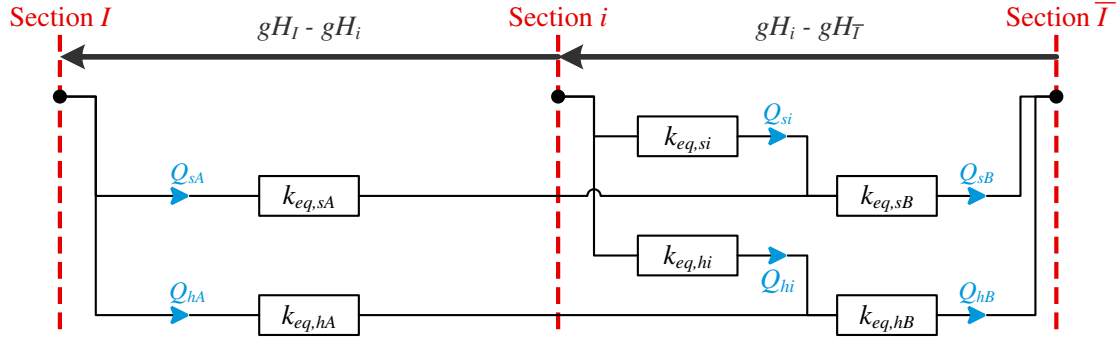 Section I
Section i
Section I̅
gH_I - gH_i
gH_i - gH_I̅
Q_si
k_eq,si
Q_sA
k_eq,sA
k_eq,sB
Q_sB
k_eq,hi
Q_hi
Q_hA
k_eq,hA
k_eq,hB
Q_hB